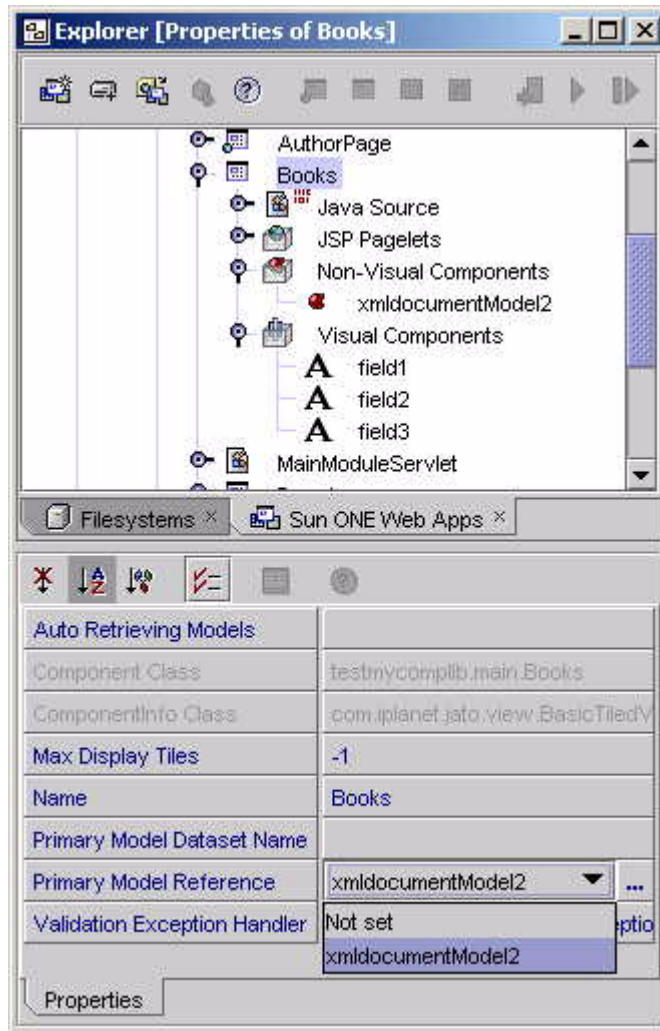 Explorer [Properties of Books]
AuthorPage
Books
Java Source
JSP Pagelets
Non-Visual Components
xmldocumentModel2
Visual Components
A field1
A field2
A field3
MainModuleServlet
Filesystems × Sun ONE Web Apps ×
Auto Retrieving Models
Component Class testmycomplib.main.Books
ComponentInfo Class com.iplanet.jato.view.BasicTiledV
Max Display Tiles -1
Name Books
Primary Model Dataset Name
Primary Model Reference xmldocumentModel2 ...
Validation Exception Handler eptio
Not set
xmldocumentModel2
Properties